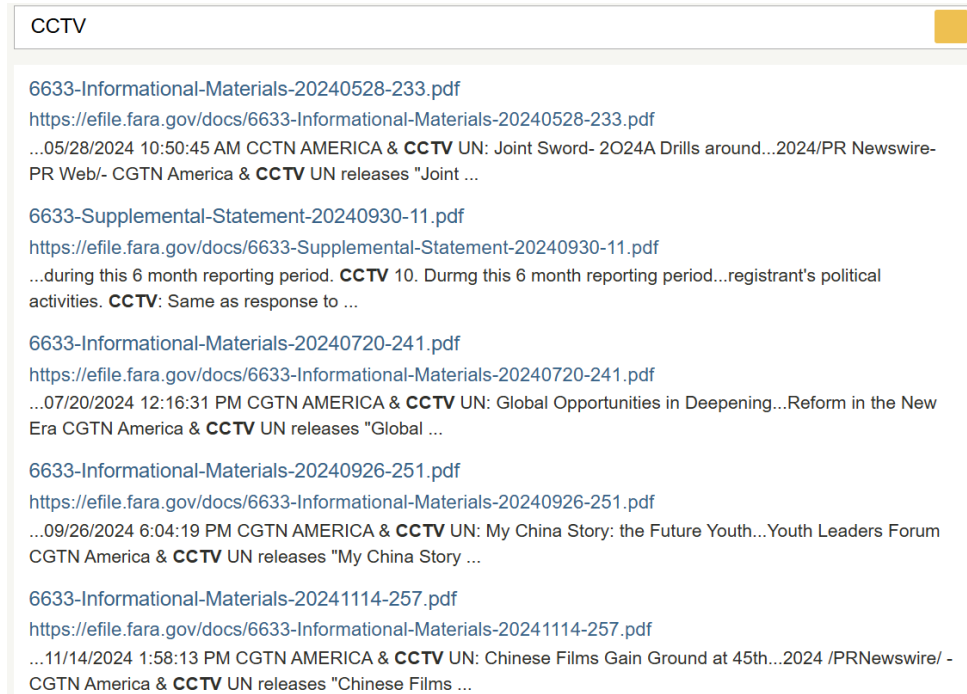 CCTV
6633-Informational-Materials-20240528-233.pdf
https://efile.fara.gov/docs/6633-Informational-Materials-20240528-233.pdf
...05/28/2024 10:50:45 AM CCTN AMERICA & CCTV UN: Joint Sword- 2O24A Drills around...2024/PR Newswire-
PR Web/- CGTN America & CCTV UN releases "Joint ...
6633-Supplemental-Statement-20240930-11.pdf
https://efile.fara.gov/docs/6633-Supplemental-Statement-20240930-11.pdf
...during this 6 month reporting period. CCTV 10. Durmg this 6 month reporting period...registrant's political
activities. CCTV: Same as response to ...
6633-Informational-Materials-20240720-241.pdf
https://efile.fara.gov/docs/6633-Informational-Materials-20240720-241.pdf
...07/20/2024 12:16:31 PM CGTN AMERICA & CCTV UN: Global Opportunities in Deepening...Reform in the New
Era CGTN America & CCTV UN releases "Global ...
6633-Informational-Materials-20240926-251.pdf
https://efile.fara.gov/docs/6633-Informational-Materials-20240926-251.pdf
...09/26/2024 6:04:19 PM CGTN AMERICA & CCTV UN: My China Story: the Future Youth...Youth Leaders Forum
CGTN America & CCTV UN releases "My China Story ...
6633-Informational-Materials-20241114-257.pdf
https://efile.fara.gov/docs/6633-Informational-Materials-20241114-257.pdf
...11/14/2024 1:58:13 PM CGTN AMERICA & CCTV UN: Chinese Films Gain Ground at 45th...2024 /PRNewswire/ -
CGTN America & CCTV UN releases "Chinese Films ...